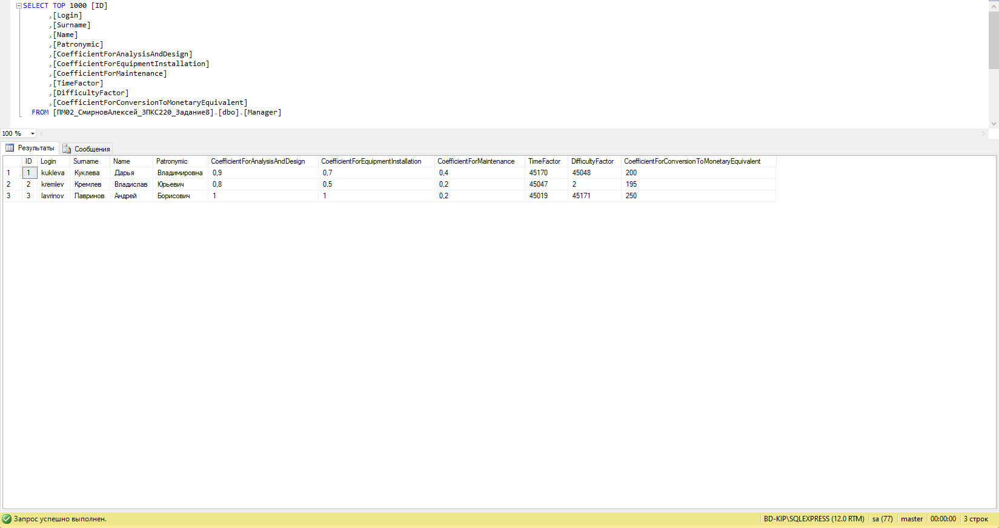 SELECT TOP 1000 [ID]
,[Login]
,[Surname]
,[Name]
,[Patronymic]
,[CoefficientForAnalysisAndDesign]
,[CoefficientForEquipmentInstallation]
,[CoefficientForMaintenance]
,[TimeFactor]
,[DifficultyFactor]
,[CoefficientForConversionToMonetaryEquivalent]
FROM [ПМ02_СмирновАлексей_3ПКС220_Задание8].[dbo].[Manager]
100 %
Результаты Сообщения
ID Login Surname Name Patronymic CoefficientForAnalysisAndDesign CoefficientForEquipmentInstallation CoefficientForMaintenance TimeFactor DifficultyFactor CoefficientForConversionToMonetaryEquivalent
1 1 kukleva Куклева Дарья Владимировна 0,9 0,7 0,4 45170 45048 200
2 2 kremlev Кремлев Владислав Юрьевич 0,8 0,5 0,2 45047 2 195
3 3 lavrinov Лавринов Андрей Борисович 1 1 0,2 45019 45171 250
Запрос успешно выполнен. BD-KIP\SQLEXPRESS (12.0 RTM) sa (77) master 00:00:00 3 строк